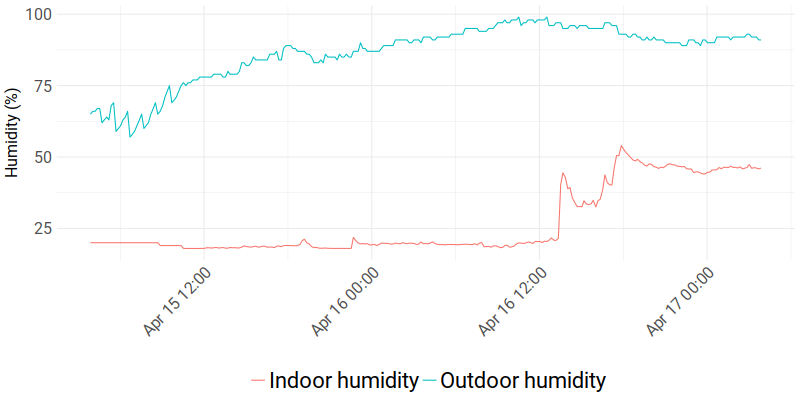 100
75
50
25
Humidity (%)
Apr 15 12:00
Apr 16 00:00
Apr 16 12:00
Apr 17 00:00
Indoor humidity
Outdoor humidity